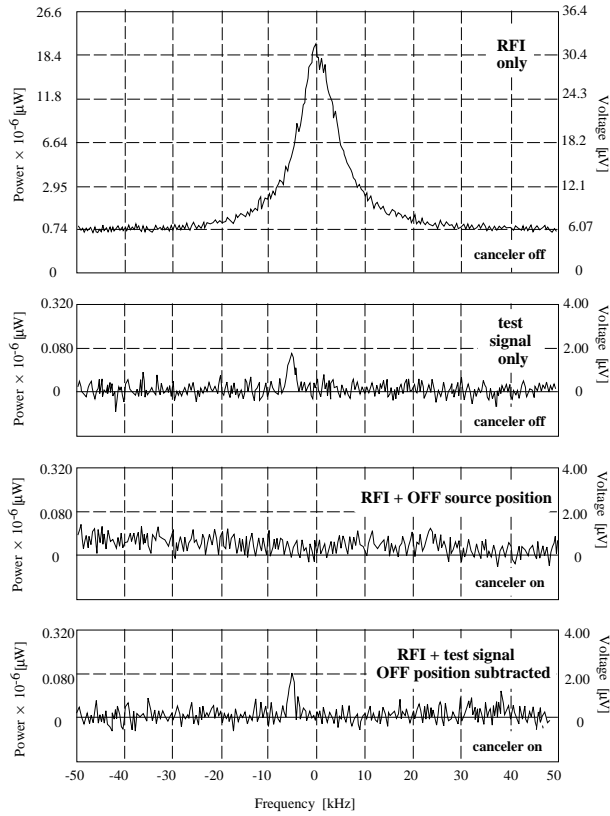 26.6
18.4
11.8
6.64
2.95
0.74
0
Power × 10⁻⁶ [μW]
36.4
30.4
24.3
18.2
12.1
6.07
0
Voltage [μV]
RFI
only
canceler off
0.320
0.080
0
Power × 10⁻⁶ [μW]
4.00
2.00
0
Voltage [μV]
test
signal
only
canceler off
0.320
0.080
0
Power × 10⁻⁶ [μW]
4.00
2.00
0
Voltage [μV]
RFI + OFF source position
canceler on
0.320
0.080
0
Power × 10⁻⁶ [μW]
4.00
2.00
0
Voltage [μV]
RFI + test signal
OFF position subtracted
canceler on
-50 -40 -30 -20 -10 0 10 20 30 40 50
Frequency [kHz]